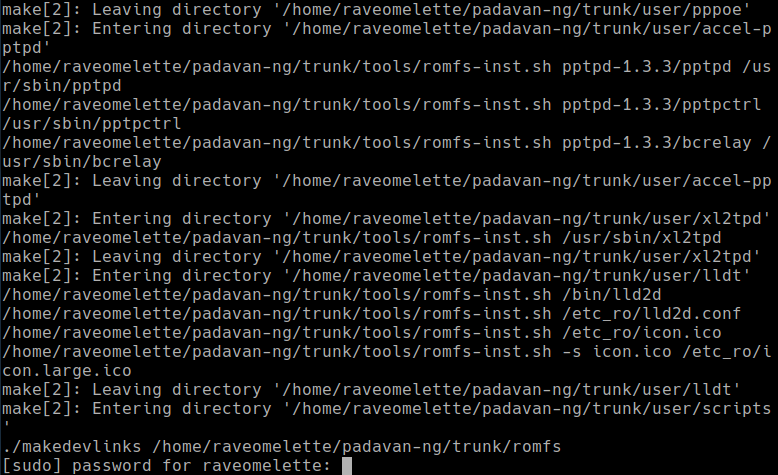 make[2]: Leaving directory '/home/raveomelette/padavan-ng/trunk/user/pppoe'
make[2]: Entering directory '/home/raveomelette/padavan-ng/trunk/user/accel-p
ptpd'
/home/raveomelette/padavan-ng/trunk/tools/romfs-inst.sh pptpd-1.3.3/pptpd /us
r/sbin/pptpd
/home/raveomelette/padavan-ng/trunk/tools/romfs-inst.sh pptpd-1.3.3/pptpctrl
/usr/sbin/pptpctrl
/home/raveomelette/padavan-ng/trunk/tools/romfs-inst.sh pptpd-1.3.3/bcrelay /
usr/sbin/bcrelay
make[2]: Leaving directory '/home/raveomelette/padavan-ng/trunk/user/accel-pp
tpd'
make[2]: Entering directory '/home/raveomelette/padavan-ng/trunk/user/xl2tpd'
/home/raveomelette/padavan-ng/trunk/tools/romfs-inst.sh /usr/sbin/xl2tpd
make[2]: Leaving directory '/home/raveomelette/padavan-ng/trunk/user/xl2tpd'
make[2]: Entering directory '/home/raveomelette/padavan-ng/trunk/user/lldt'
/home/raveomelette/padavan-ng/trunk/tools/romfs-inst.sh /bin/lld2d
/home/raveomelette/padavan-ng/trunk/tools/romfs-inst.sh /etc_ro/lld2d.conf
/home/raveomelette/padavan-ng/trunk/tools/romfs-inst.sh /etc_ro/icon.ico
/home/raveomelette/padavan-ng/trunk/tools/romfs-inst.sh -s icon.ico /etc_ro/i
con.large.ico
make[2]: Leaving directory '/home/raveomelette/padavan-ng/trunk/user/lldt'
make[2]: Entering directory '/home/raveomelette/padavan-ng/trunk/user/scripts
'
./makedevlinks /home/raveomelette/padavan-ng/trunk/romfs
[sudo] password for raveomelette: